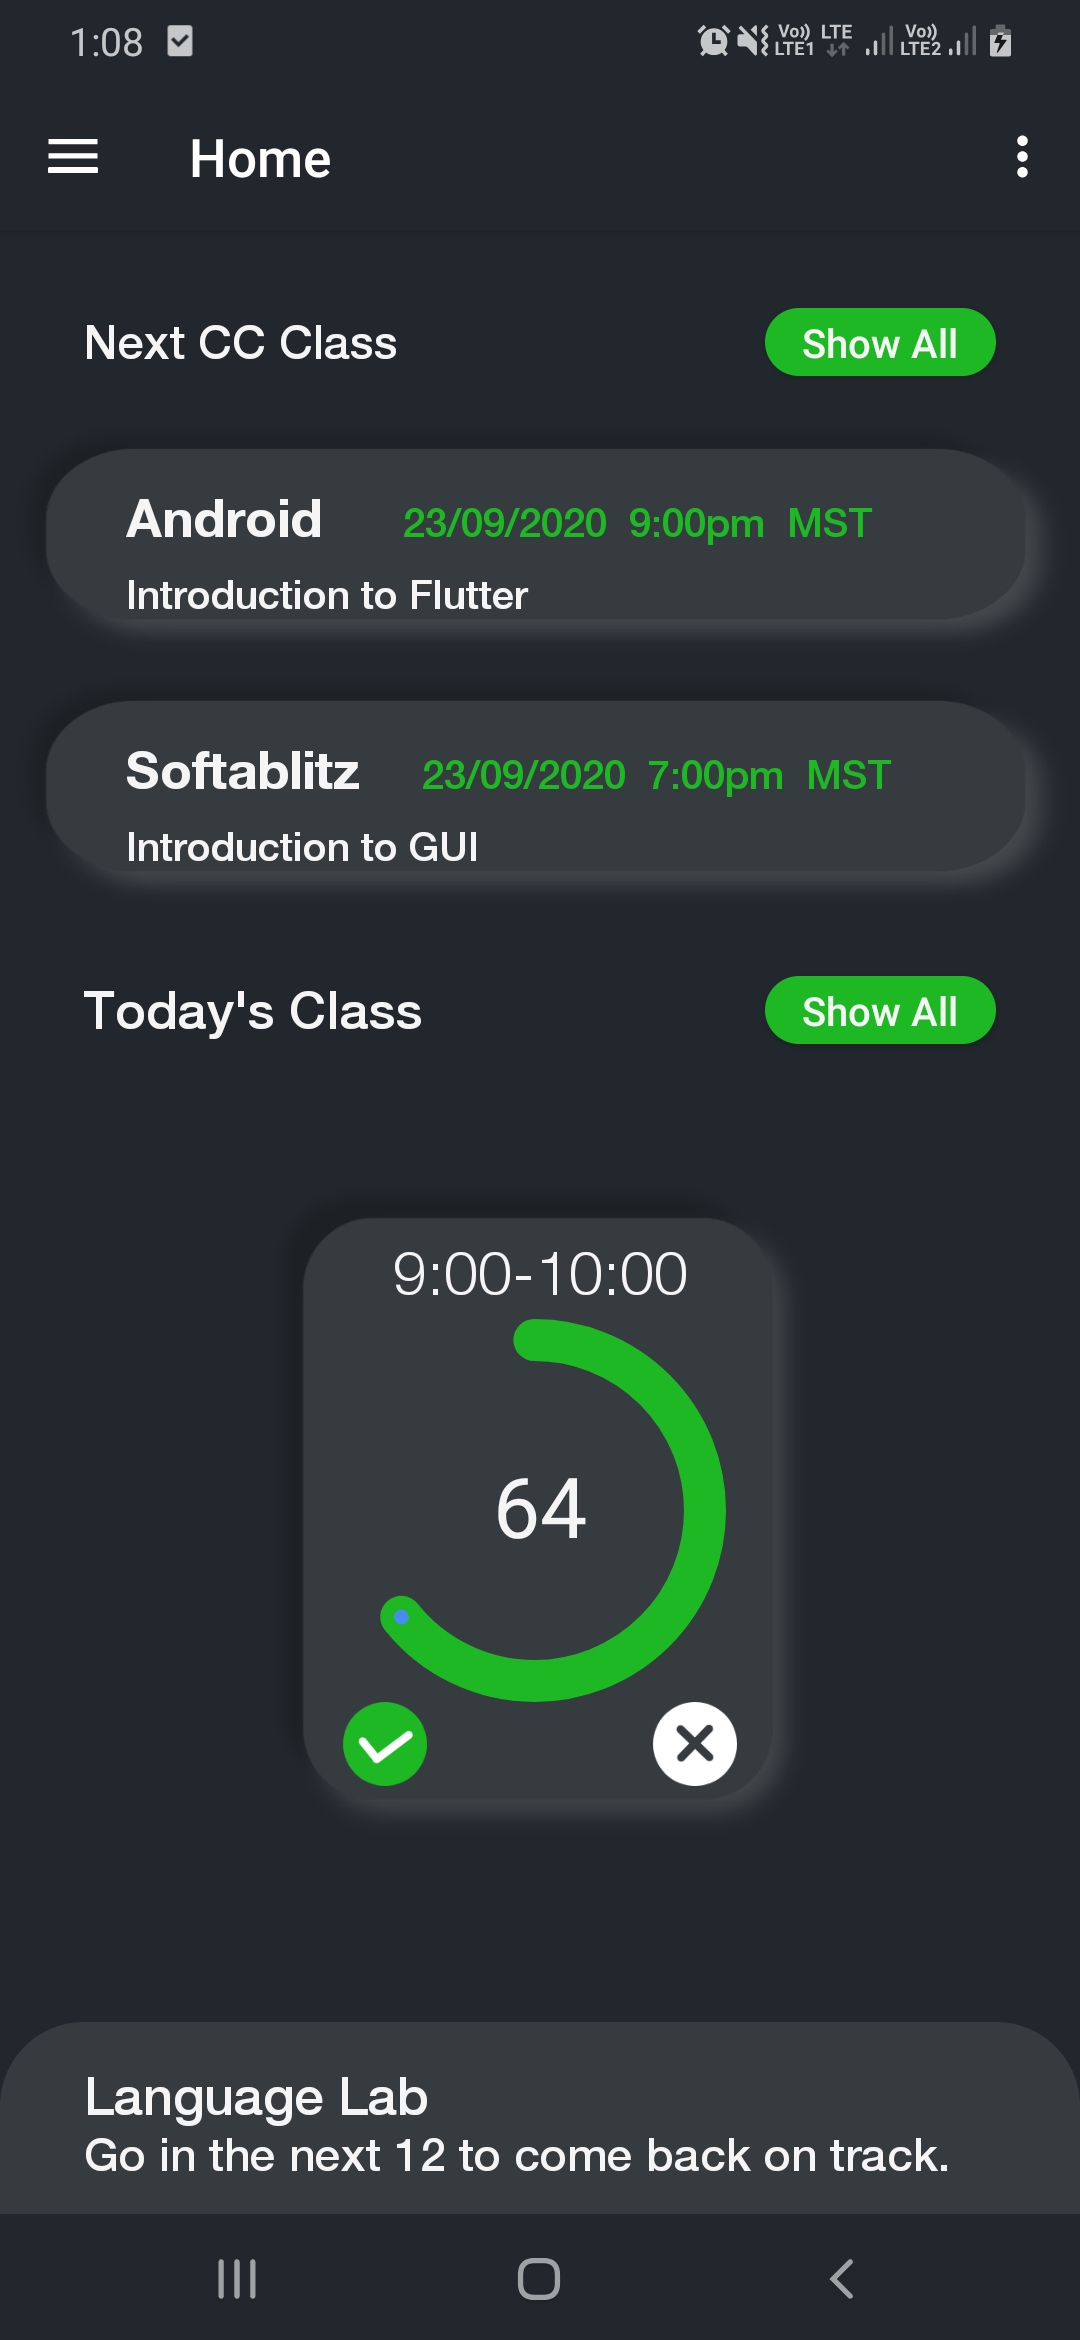 1:08 Vo)) LTE1 LTE Vo)) LTE2
Home
Next CC Class Show All
Android 23/09/2020 9:00pm MST
Introduction to Flutter
Softablitz 23/09/2020 7:00pm MST
Introduction to GUI
Today's Class Show All
9:00-10:00
64
Language Lab
Go in the next 12 to come back on track.